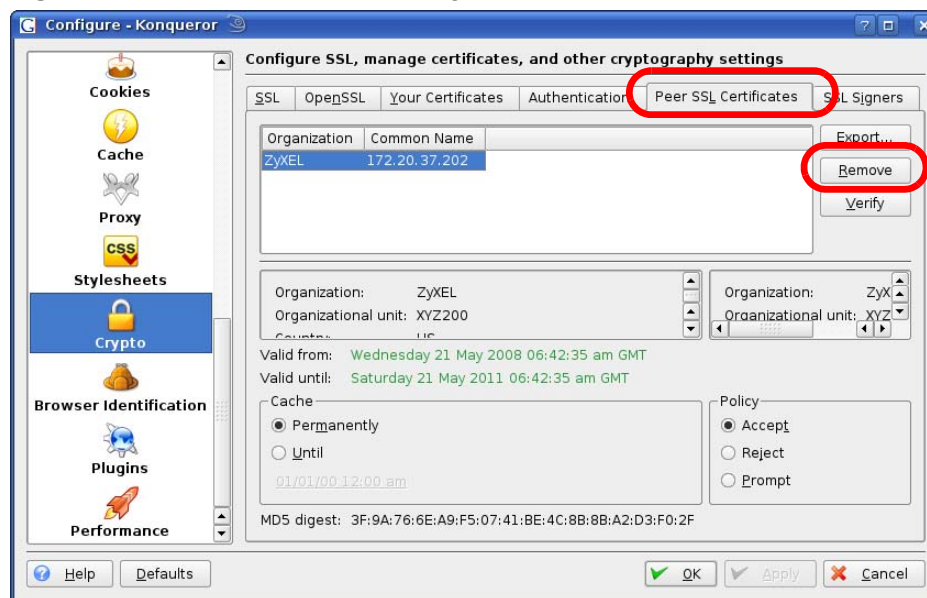 Configure - Konqueror
Configure SSL, manage certificates, and other cryptography settings
Cookies
Cache
Proxy
CSS
Stylesheets
Crypto
Browser Identification
Plugins
Performance
SSL OpenSSL Your Certificates Authentication Peer SSL Certificates SSL Signers
Organization Common Name
ZyXEL 172.20.37.202
Export...
Remove
Verify
Organization: ZyXEL
Organizational unit: XYZ200
Country: US
Organization: ZyX
Organizational unit: XYZ
Valid from: Wednesday 21 May 2008 06:42:35 am GMT
Valid until: Saturday 21 May 2011 06:42:35 am GMT
Cache
Permanently
Until
01/01/00 12:00 am
Policy
Accept
Reject
Prompt
MD5 digest: 3F:9A:76:6E:A9:F5:07:41:BE:4C:8B:8B:A2:D3:F0:2F
Help Defaults OK Apply Cancel